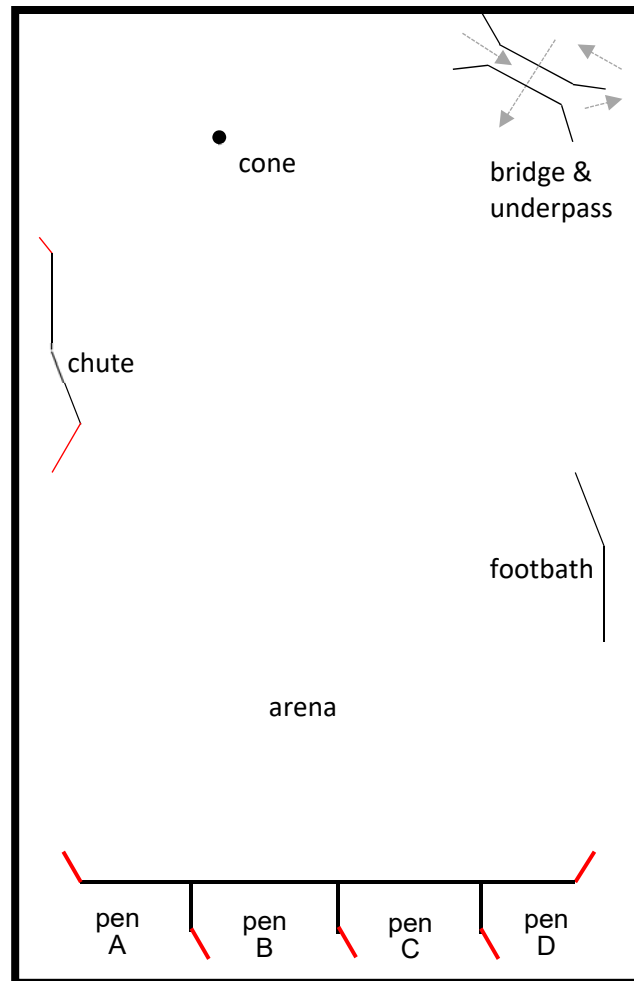 cone
bridge &
underpass
chute
footbath
arena
pen
A
pen
B
pen
C
pen
D